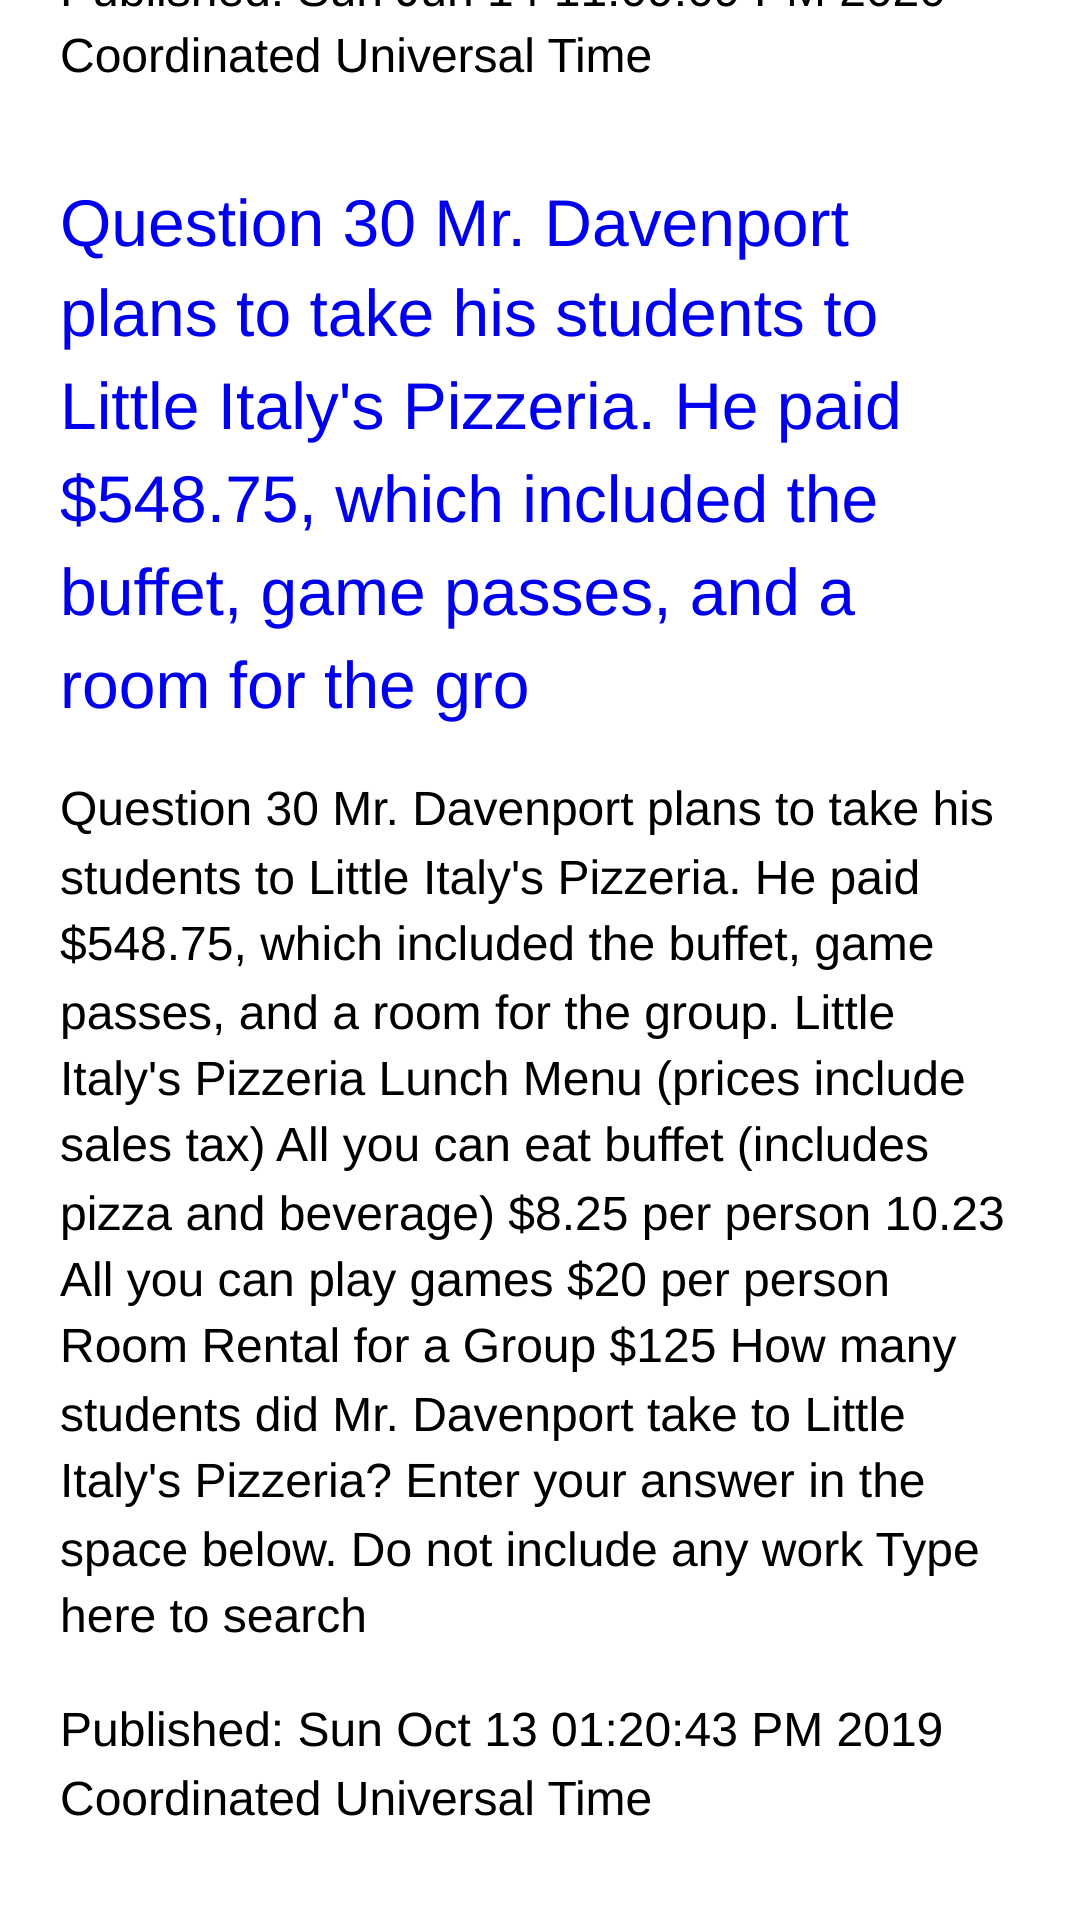 Coordinated Universal Time
Question 30 Mr. Davenport
plans to take his students to
Little Italy's Pizzeria. He paid
$548.75, which included the
buffet, game passes, and a
room for the gro
Question 30 Mr. Davenport plans to take his
students to Little Italy's Pizzeria. He paid
$548.75, which included the buffet, game
passes, and a room for the group. Little
Italy's Pizzeria Lunch Menu (prices include
sales tax) All you can eat buffet (includes
pizza and beverage) $8.25 per person 10.23
All you can play games $20 per person
Room Rental for a Group $125 How many
students did Mr. Davenport take to Little
Italy's Pizzeria? Enter your answer in the
space below. Do not include any work Type
here to search
Published: Sun Oct 13 01:20:43 PM 2019
Coordinated Universal Time